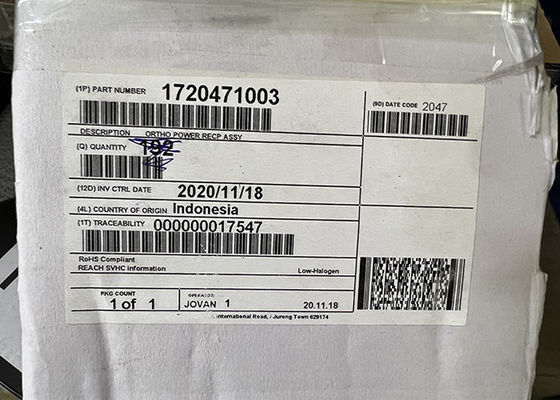 (1P) PART NUMBER 1720471003
(9D) DATE CODE 2047
DESCRIPTION ORTHO POWER RECP ASSY
(Q) QUANTITY 192
(12D) INV CTRL DATE 2020/11/18
(4L) COUNTRY OF ORIGIN Indonesia
(1T) TRACEABILITY 000000017547
RoHS Compliant
REACH SVHC information Low-Halogen
PKG COUNT
1 of 1
JOVAN 1
20.11.18
International Road, Jurong Town 629174